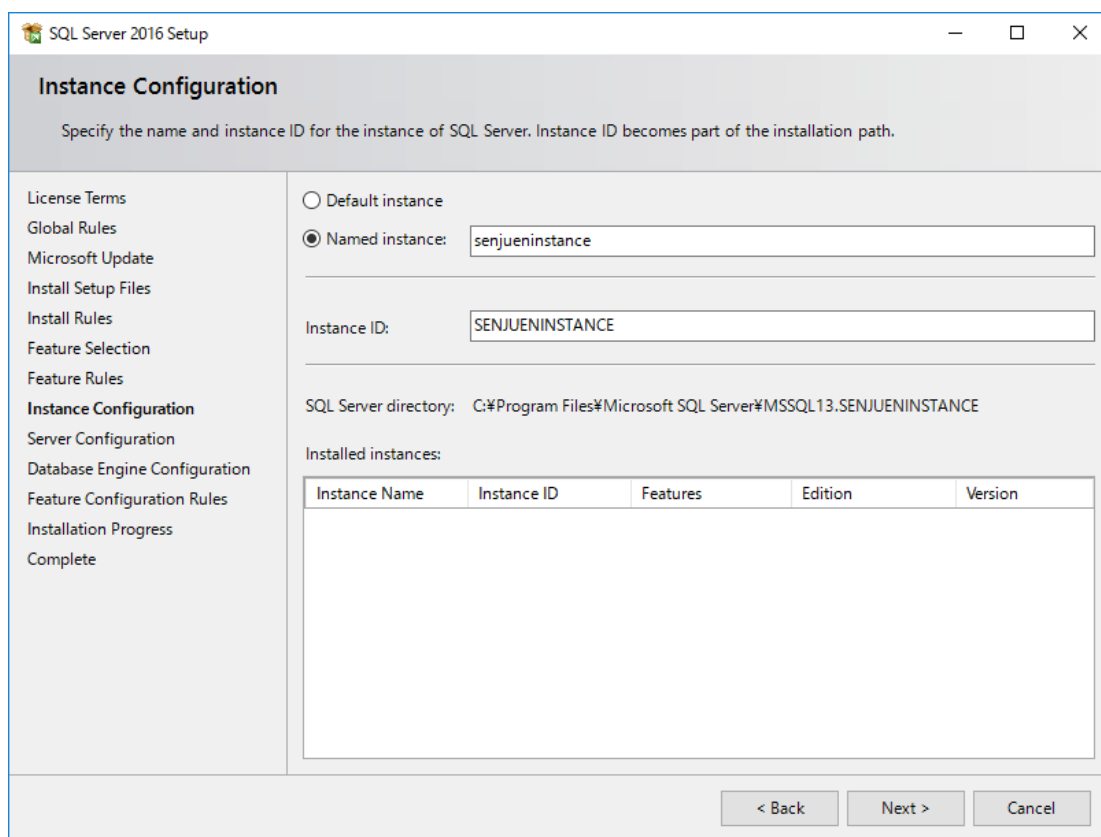 SQL Server 2016 Setup
Instance Configuration
Specify the name and instance ID for the instance of SQL Server. Instance ID becomes part of the installation path.
License Terms
Global Rules
Microsoft Update
Install Setup Files
Install Rules
Feature Selection
Feature Rules
Instance Configuration
Server Configuration
Database Engine Configuration
Feature Configuration Rules
Installation Progress
Complete
Default instance
Named instance: senjueninstance
Instance ID: SENJUENINSTANCE
SQL Server directory: C:¥Program Files¥Microsoft SQL Server¥MSSQL13.SENJUENINSTANCE
Installed instances:
Instance Name Instance ID Features Edition Version
< Back Next > Cancel